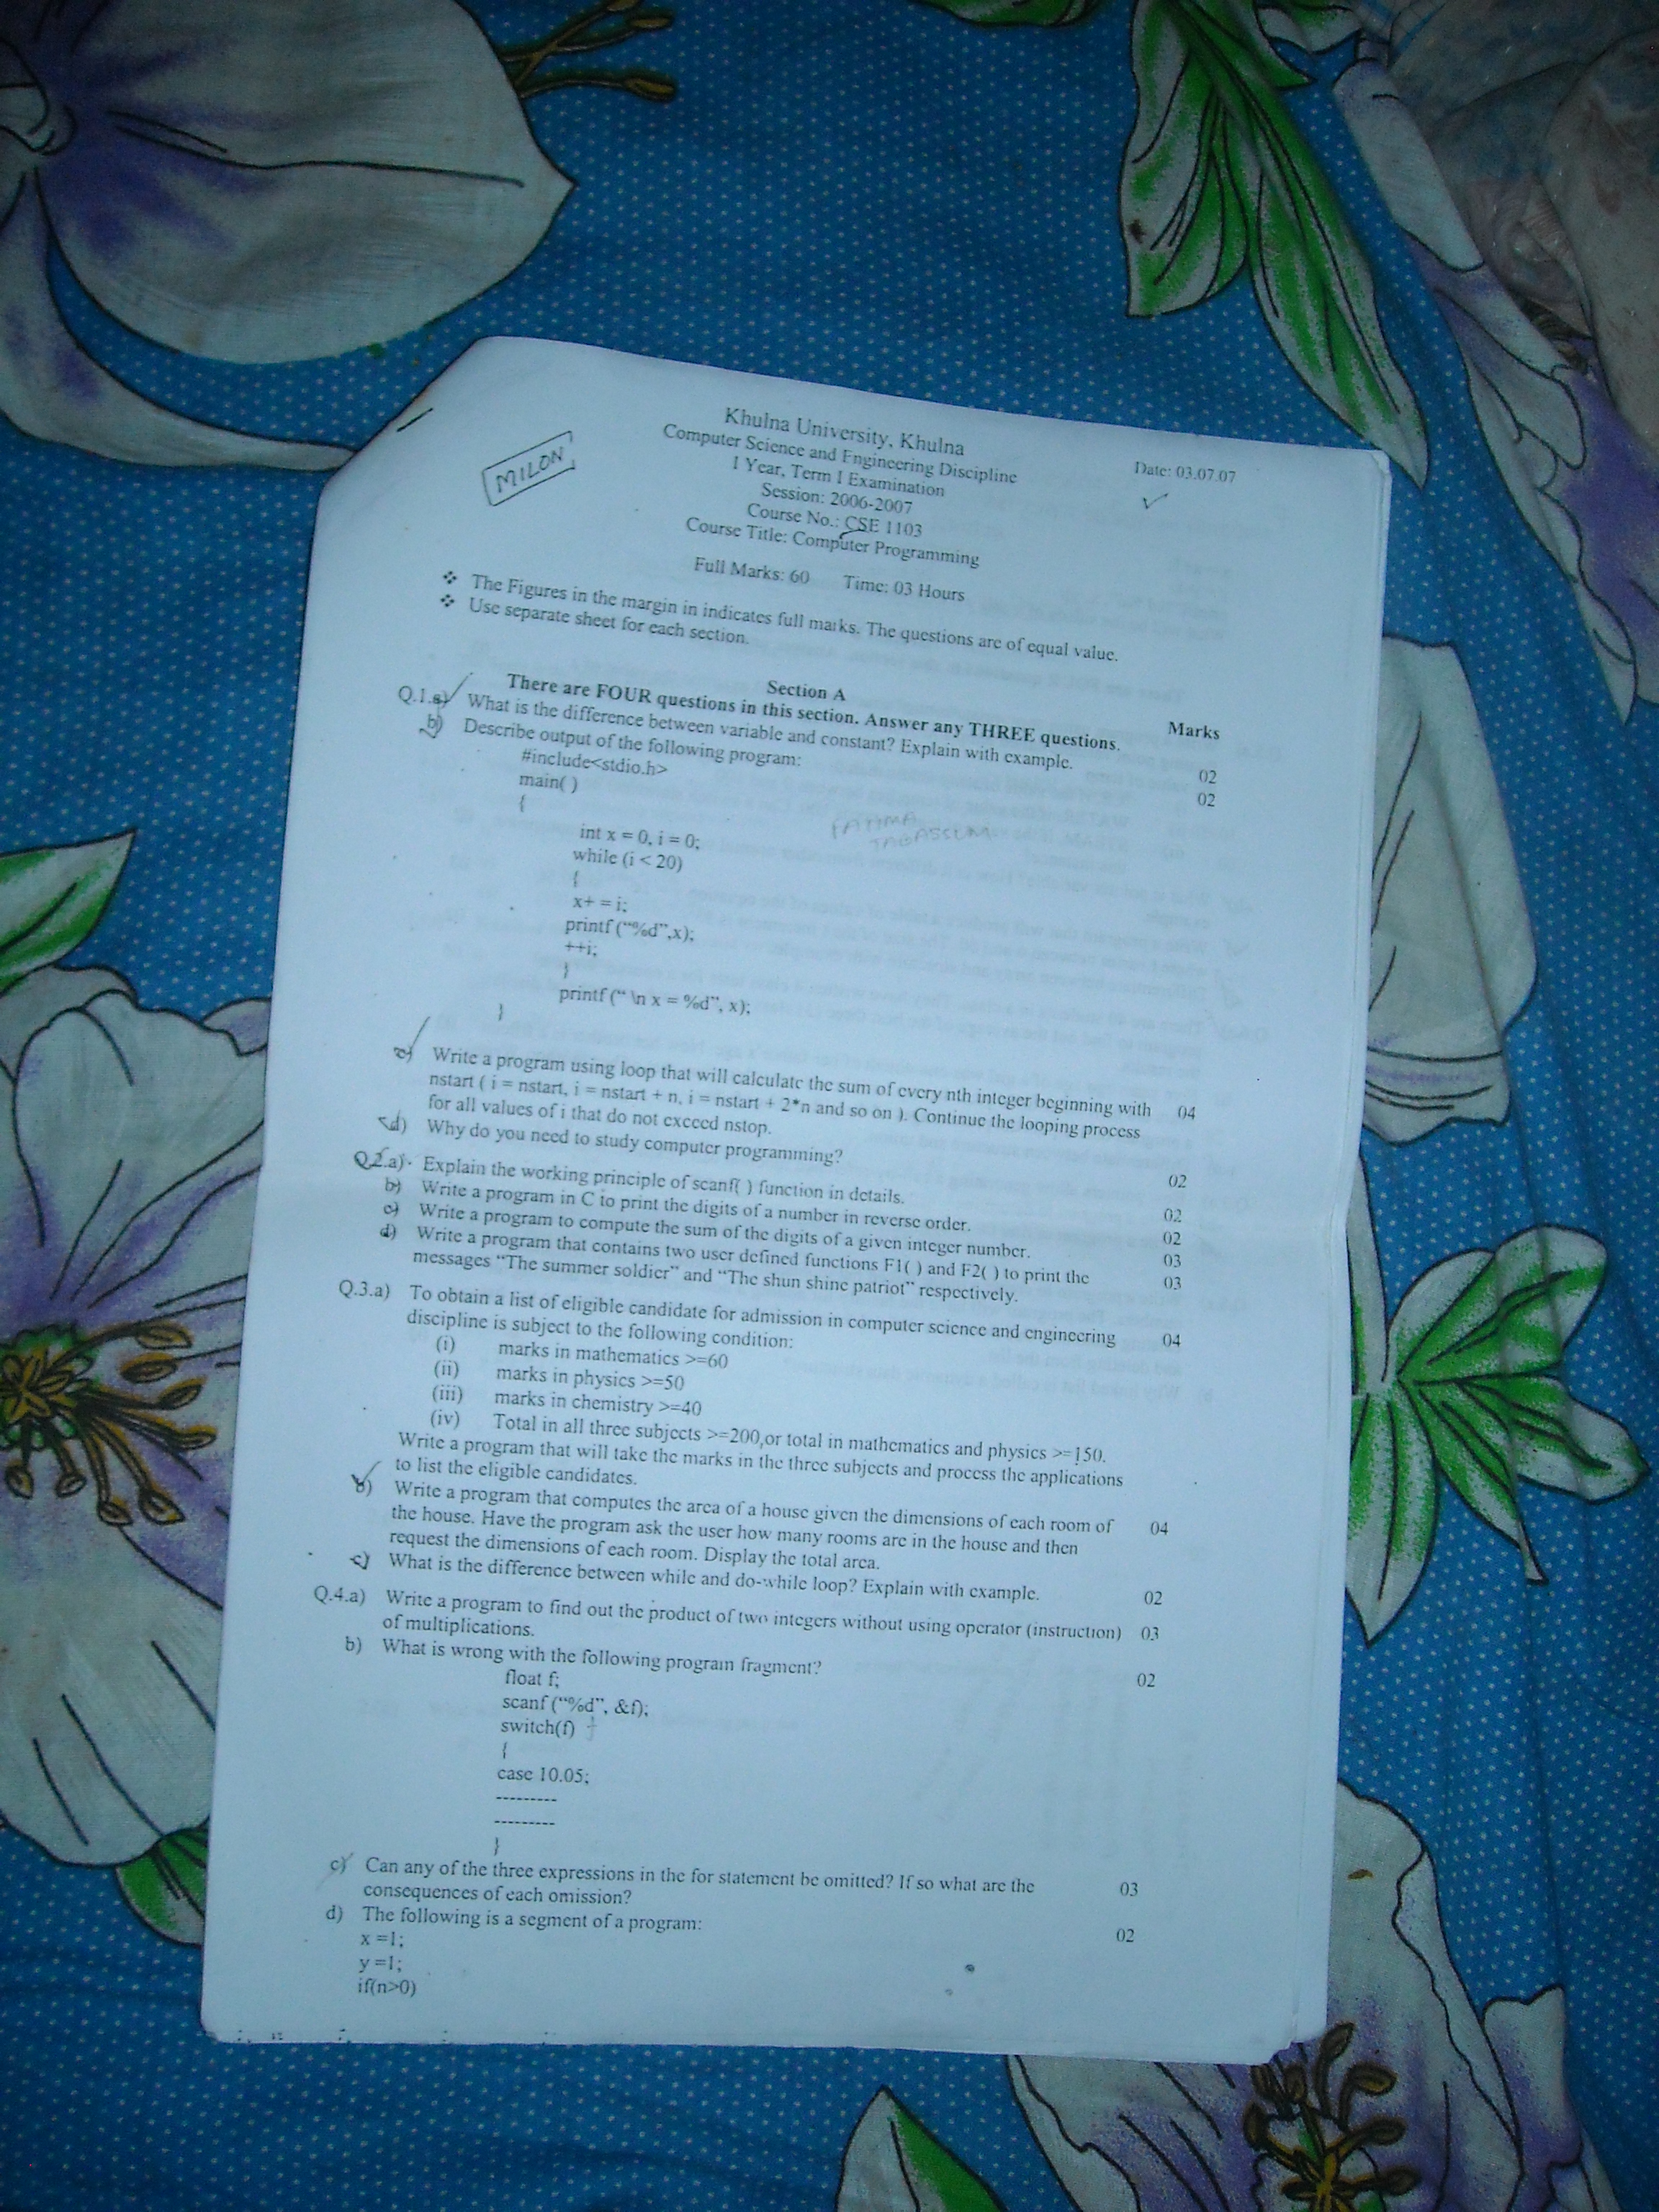 MILON
Khulna University, Khulna
Computer Science and Engineering Discipline
I Year, Term I Examination
Session: 2006-2007
Course No.: CSE 1103
Course Title: Computer Programming
Date: 03.07.07
Full Marks: 60 Time: 03 Hours
❖ The Figures in the margin in indicates full marks. The questions are of equal value.
❖ Use separate sheet for each section.
Section A
There are FOUR questions in this section. Answer any THREE questions.
Marks
Q.1.a) What is the difference between variable and constant? Explain with example. 02
b) Describe output of the following program: 02
#include<stdio.h>
main( )
{
FATIMA
TABASSUM
int x = 0, i = 0;
while (i < 20)
{
x+ = i;
printf (“%d”,x);
++i;
}
printf (“ \n x = %d”, x);
}
c) Write a program using loop that will calculate the sum of every nth integer beginning with 04
nstart ( i = nstart, i = nstart + n, i = nstart + 2*n and so on ). Continue the looping process
for all values of i that do not exceed nstop.
d) Why do you need to study computer programming? 02
Q.2.a) Explain the working principle of scanf( ) function in details. 02
b) Write a program in C to print the digits of a number in reverse order. 02
c) Write a program to compute the sum of the digits of a given integer number. 03
d) Write a program that contains two user defined functions F1( ) and F2( ) to print the 03
messages “The summer soldier” and “The shun shine patriot” respectively.
Q.3.a) To obtain a list of eligible candidate for admission in computer science and engineering 04
discipline is subject to the following condition:
(i) marks in mathematics >=60
(ii) marks in physics >=50
(iii) marks in chemistry >=40
(iv) Total in all three subjects >=200,or total in mathematics and physics >=150.
Write a program that will take the marks in the three subjects and process the applications
to list the eligible candidates.
b) Write a program that computes the area of a house given the dimensions of each room of 04
the house. Have the program ask the user how many rooms are in the house and then
request the dimensions of each room. Display the total area.
c) What is the difference between while and do-while loop? Explain with example. 02
Q.4.a) Write a program to find out the product of two integers without using operator (instruction) 03
of multiplications.
b) What is wrong with the following program fragment? 02
float f;
scanf (“%d”, &f);
switch(f)
{
case 10.05;
---------
---------
}
c) Can any of the three expressions in the for statement be omitted? If so what are the 03
consequences of each omission?
d) The following is a segment of a program: 02
x =1;
y =1;
if(n>0)